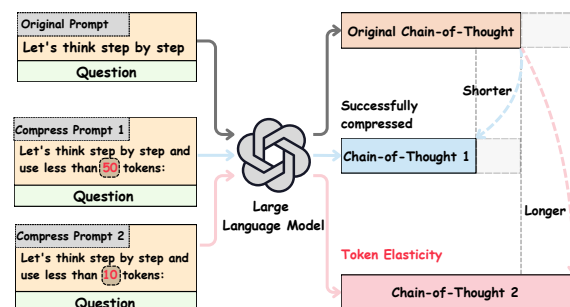 Original Prompt
Let's think step by step
Question
Compress Prompt 1
Let's think step by step and
use less than 50 tokens:
Question
Compress Prompt 2
Let's think step by step and
use less than 10 tokens:
Question
Large
Language Model
Original Chain-of-Thought
Shorter
Successfully
compressed
Chain-of-Thought 1
Longer
Token Elasticity
Chain-of-Thought 2